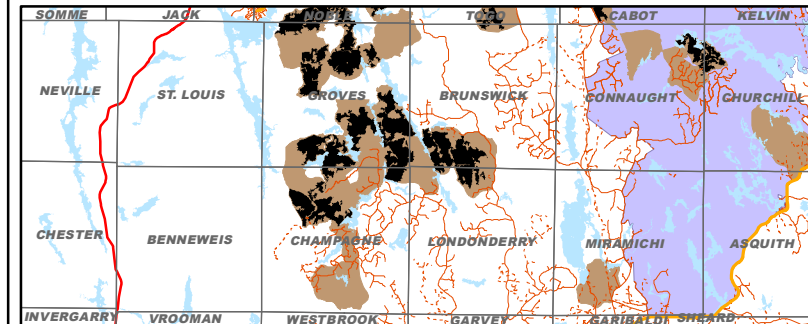 SOMME JACK NOBLE TOGO CABOT KELVIN
NEVILLE ST. LOUIS GROVES BRUNSWICK CONNAUGHT CHURCHILL
CHESTER BENNEWEIS CHAMPAGNE LONDONDERRY MIRAMICHI ASQUITH
INVERGARRY VROOMAN WESTBROOK GARVEY GARIBALDI SHEARD